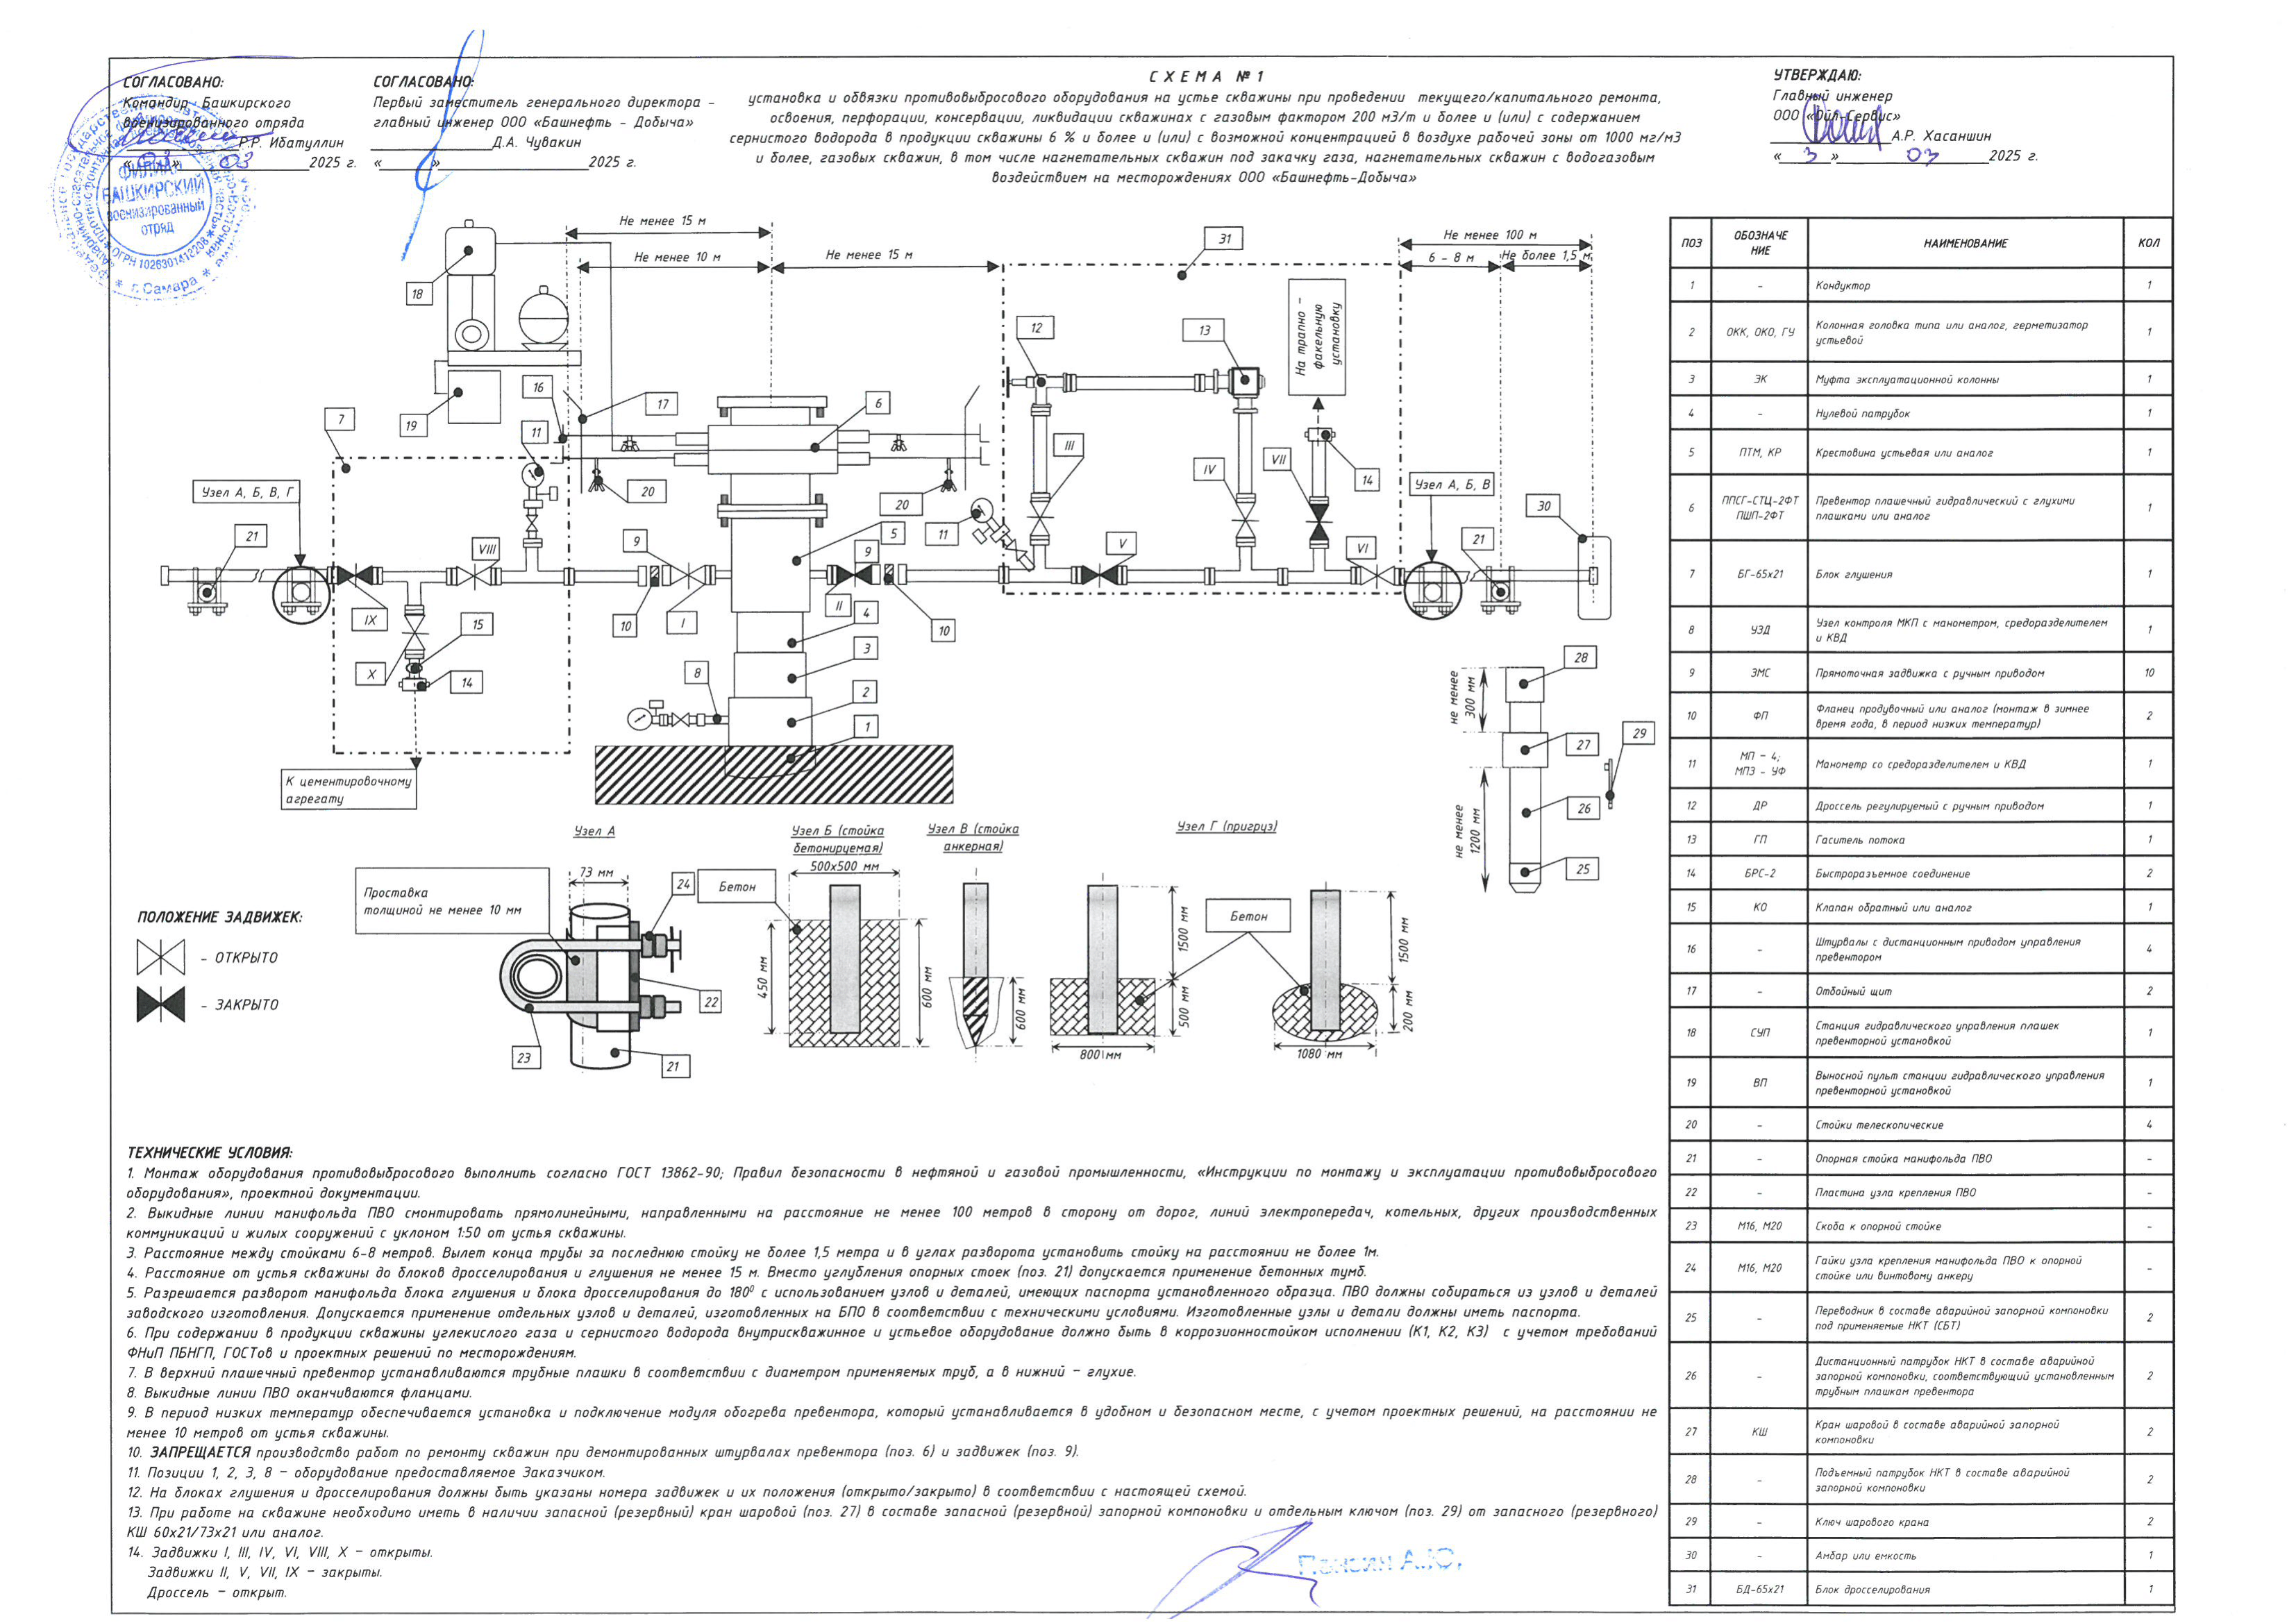 СОГЛАСОВАНО:
Командир Башкирского
военизированного отряда
Р.Р. Ибатуллин
« 03 » 03 2025 г.
СОГЛАСОВАНО:
Первый заместитель генерального директора –
главный инженер ООО «Башнефть – Добыча»
Д.А. Чувакин
« » 2025 г.
СХЕМА №1
установка и обвязки противовыбросового оборудования на устье скважины при проведении текущего/капитального ремонта,
освоения, перфорации, консервации, ликвидации скважинах с газовым фактором 200 м3/т и более и (или) с содержанием
сернистого водорода в продукции скважины 6 % и более и (или) с возможной концентрацией в воздухе рабочей зоны от 1000 мг/м3
и более, газовых скважин, в том числе нагнетательных скважин под закачку газа, нагнетательных скважин с водогазовым
воздействием на месторождениях ООО «Башнефть-Добыча»
УТВЕРЖДАЮ:
Главный инженер
ООО «Ойл-Сервис»
А.Р. Хасаншин
« 3 » 03 2025 г.
ФИЛИАЛ
БАШКИРСКИЙ
военизированный
отряд
* г. Самара *
Не менее 15 м
Не менее 10 м
Не менее 15 м
Не менее 100 м
6 – 8 м
Не более 1,5 м
31
18
12
13
На трапно –
факельную
установку
16
17
6
19
11
7
III
IV
VII
14
20
20
Узел А, Б, В, Г
Узел А, Б, В
30
21
VIII
9
5
11
9
V
VI
21
IX
15
10
I
II
4
10
X
14
3
8
2
1
28
27
29
26
25
не менее
300 мм
не менее
1200 мм
К цементировочному
агрегату
Узел А
Узел Б (стойка
бетонируемая)
500х500 мм
Узел В (стойка
анкерная)
Узел Г (пригруз)
Проставка
толщиной не менее 10 мм
73 мм
24
Бетон
Бетон
22
23
21
450 мм
600 мм
600 мм
1500 мм
500 мм
800 мм
1500 мм
200 мм
1080 мм
ПОЛОЖЕНИЕ ЗАДВИЖЕК:
– ОТКРЫТО
– ЗАКРЫТО
ТЕХНИЧЕСКИЕ УСЛОВИЯ:
1. Монтаж оборудования противовыбросового выполнить согласно ГОСТ 13862-90; Правил безопасности в нефтяной и газовой промышленности, «Инструкции по монтажу и эксплуатации противовыбросового
оборудования», проектной документации.
2. Выкидные линии манифольда ПВО смонтировать прямолинейными, направленными на расстояние не менее 100 метров в сторону от дорог, линий электропередач, котельных, других производственных
коммуникаций и жилых сооружений с уклоном 1:50 от устья скважины.
3. Расстояние между стойками 6-8 метров. Вылет конца трубы за последнюю стойку не более 1,5 метра и в углах разворота установить стойку на расстоянии не более 1м.
4. Расстояние от устья скважины до блоков дросселирования и глушения не менее 15 м. Вместо углубления опорных стоек (поз. 21) допускается применение бетонных тумб.
5. Разрешается разворот манифольда блока глушения и блока дросселирования до 180⁰ с использованием узлов и деталей, имеющих паспорта установленного образца. ПВО должны собираться из узлов и деталей
заводского изготовления. Допускается применение отдельных узлов и деталей, изготовленных на БПО в соответствии с техническими условиями. Изготовленные узлы и детали должны иметь паспорта.
6. При содержании в продукции скважины углекислого газа и сернистого водорода внутрискважинное и устьевое оборудование должно быть в коррозионностойком исполнении (К1, К2, К3) с учетом требований
ФНиП ПБНГП, ГОСТов и проектных решений по месторождениям.
7. В верхний плашечный превентор устанавливаются трубные плашки в соответствии с диаметром применяемых труб, а в нижний – глухие.
8. Выкидные линии ПВО оканчиваются фланцами.
9. В период низких температур обеспечивается установка и подключение модуля обогрева превентора, который устанавливается в удобном и безопасном месте, с учетом проектных решений, на расстоянии не
менее 10 метров от устья скважины.
10. ЗАПРЕЩАЕТСЯ производство работ по ремонту скважин при демонтированных штурвалах превентора (поз. 6) и задвижек (поз. 9).
11. Позиции 1, 2, 3, 8 – оборудование предоставляемое Заказчиком.
12. На блоках глушения и дросселирования должны быть указаны номера задвижек и их положения (открыто/закрыто) в соответствии с настоящей схемой.
13. При работе на скважине необходимо иметь в наличии запасной (резервный) кран шаровой (поз. 27) в составе запасной (резервной) запорной компоновки и отдельным ключом (поз. 29) от запасного (резервного)
КШ 60х21/73х21 или аналог.
14. Задвижки I, III, IV, VI, VIII, X – открыты.
Задвижки II, V, VII, IX – закрыты.
Дроссель – открыт.
ПОЗ ОБОЗНАЧЕ НИЕ НАИМЕНОВАНИЕ КОЛ
1 – Кондуктор 1
2 ОКК, ОКО, ГУ Колонная головка типа или аналог, герметизатор
устьевой 1
3 ЭК Муфта эксплуатационной колонны 1
4 – Нулевой патрубок 1
5 ПТМ, КР Крестовина устьевая или аналог 1
6 ППСГ-СТЦ-2ФТ ПШП-2ФТ Превентор плашечный гидравлический с глухими
плашками или аналог 1
7 БГ-65х21 Блок глушения 1
8 УЗД Узел контроля МКП с манометром, средоразделителем
и КВД 1
9 ЗМС Прямоточная задвижка с ручным приводом 10
10 ФП Фланец продувочный или аналог (монтаж в зимнее
время года, в период низких температур) 2
11 МП – 4; МПЗ – УФ Манометр со средоразделителем и КВД 1
12 ДР Дроссель регулируемый с ручным приводом 1
13 ГП Гаситель потока 1
14 БРС-2 Быстроразъемное соединение 2
15 КО Клапан обратный или аналог 1
16 – Штурвалы с дистанционным приводом управления
превентором 4
17 – Отбойный щит 2
18 СУП Станция гидравлического управления плашек
превенторной установкой 1
19 ВП Выносной пульт станции гидравлического управления
превенторной установкой 1
20 – Стойки телескопические 4
21 – Опорная стойка манифольда ПВО –
22 – Пластина узла крепления ПВО –
23 М16, М20 Скоба к опорной стойке –
24 М16, М20 Гайки узла крепления манифольда ПВО к опорной
стойке или винтовому анкеру –
25 – Переводник в составе аварийной запорной компоновки
под применяемые НКТ (СБТ) 2
26 – Дистанционный патрубок НКТ в составе аварийной
запорной компоновки, соответствующий установленным
трубным плашкам превентора 2
27 КШ Кран шаровой в составе аварийной запорной
компоновки 2
28 – Подъемный патрубок НКТ в составе аварийной
запорной компоновки 2
29 – Ключ шарового крана 2
30 – Амбар или емкость 1
31 БД-65х21 Блок дросселирования 1